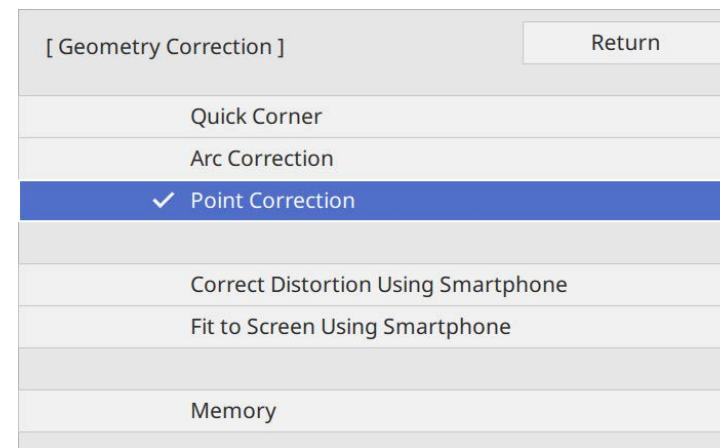 [ Geometry Correction ]
Return
Quick Corner
Arc Correction
Point Correction
Correct Distortion Using Smartphone
Fit to Screen Using Smartphone
Memory